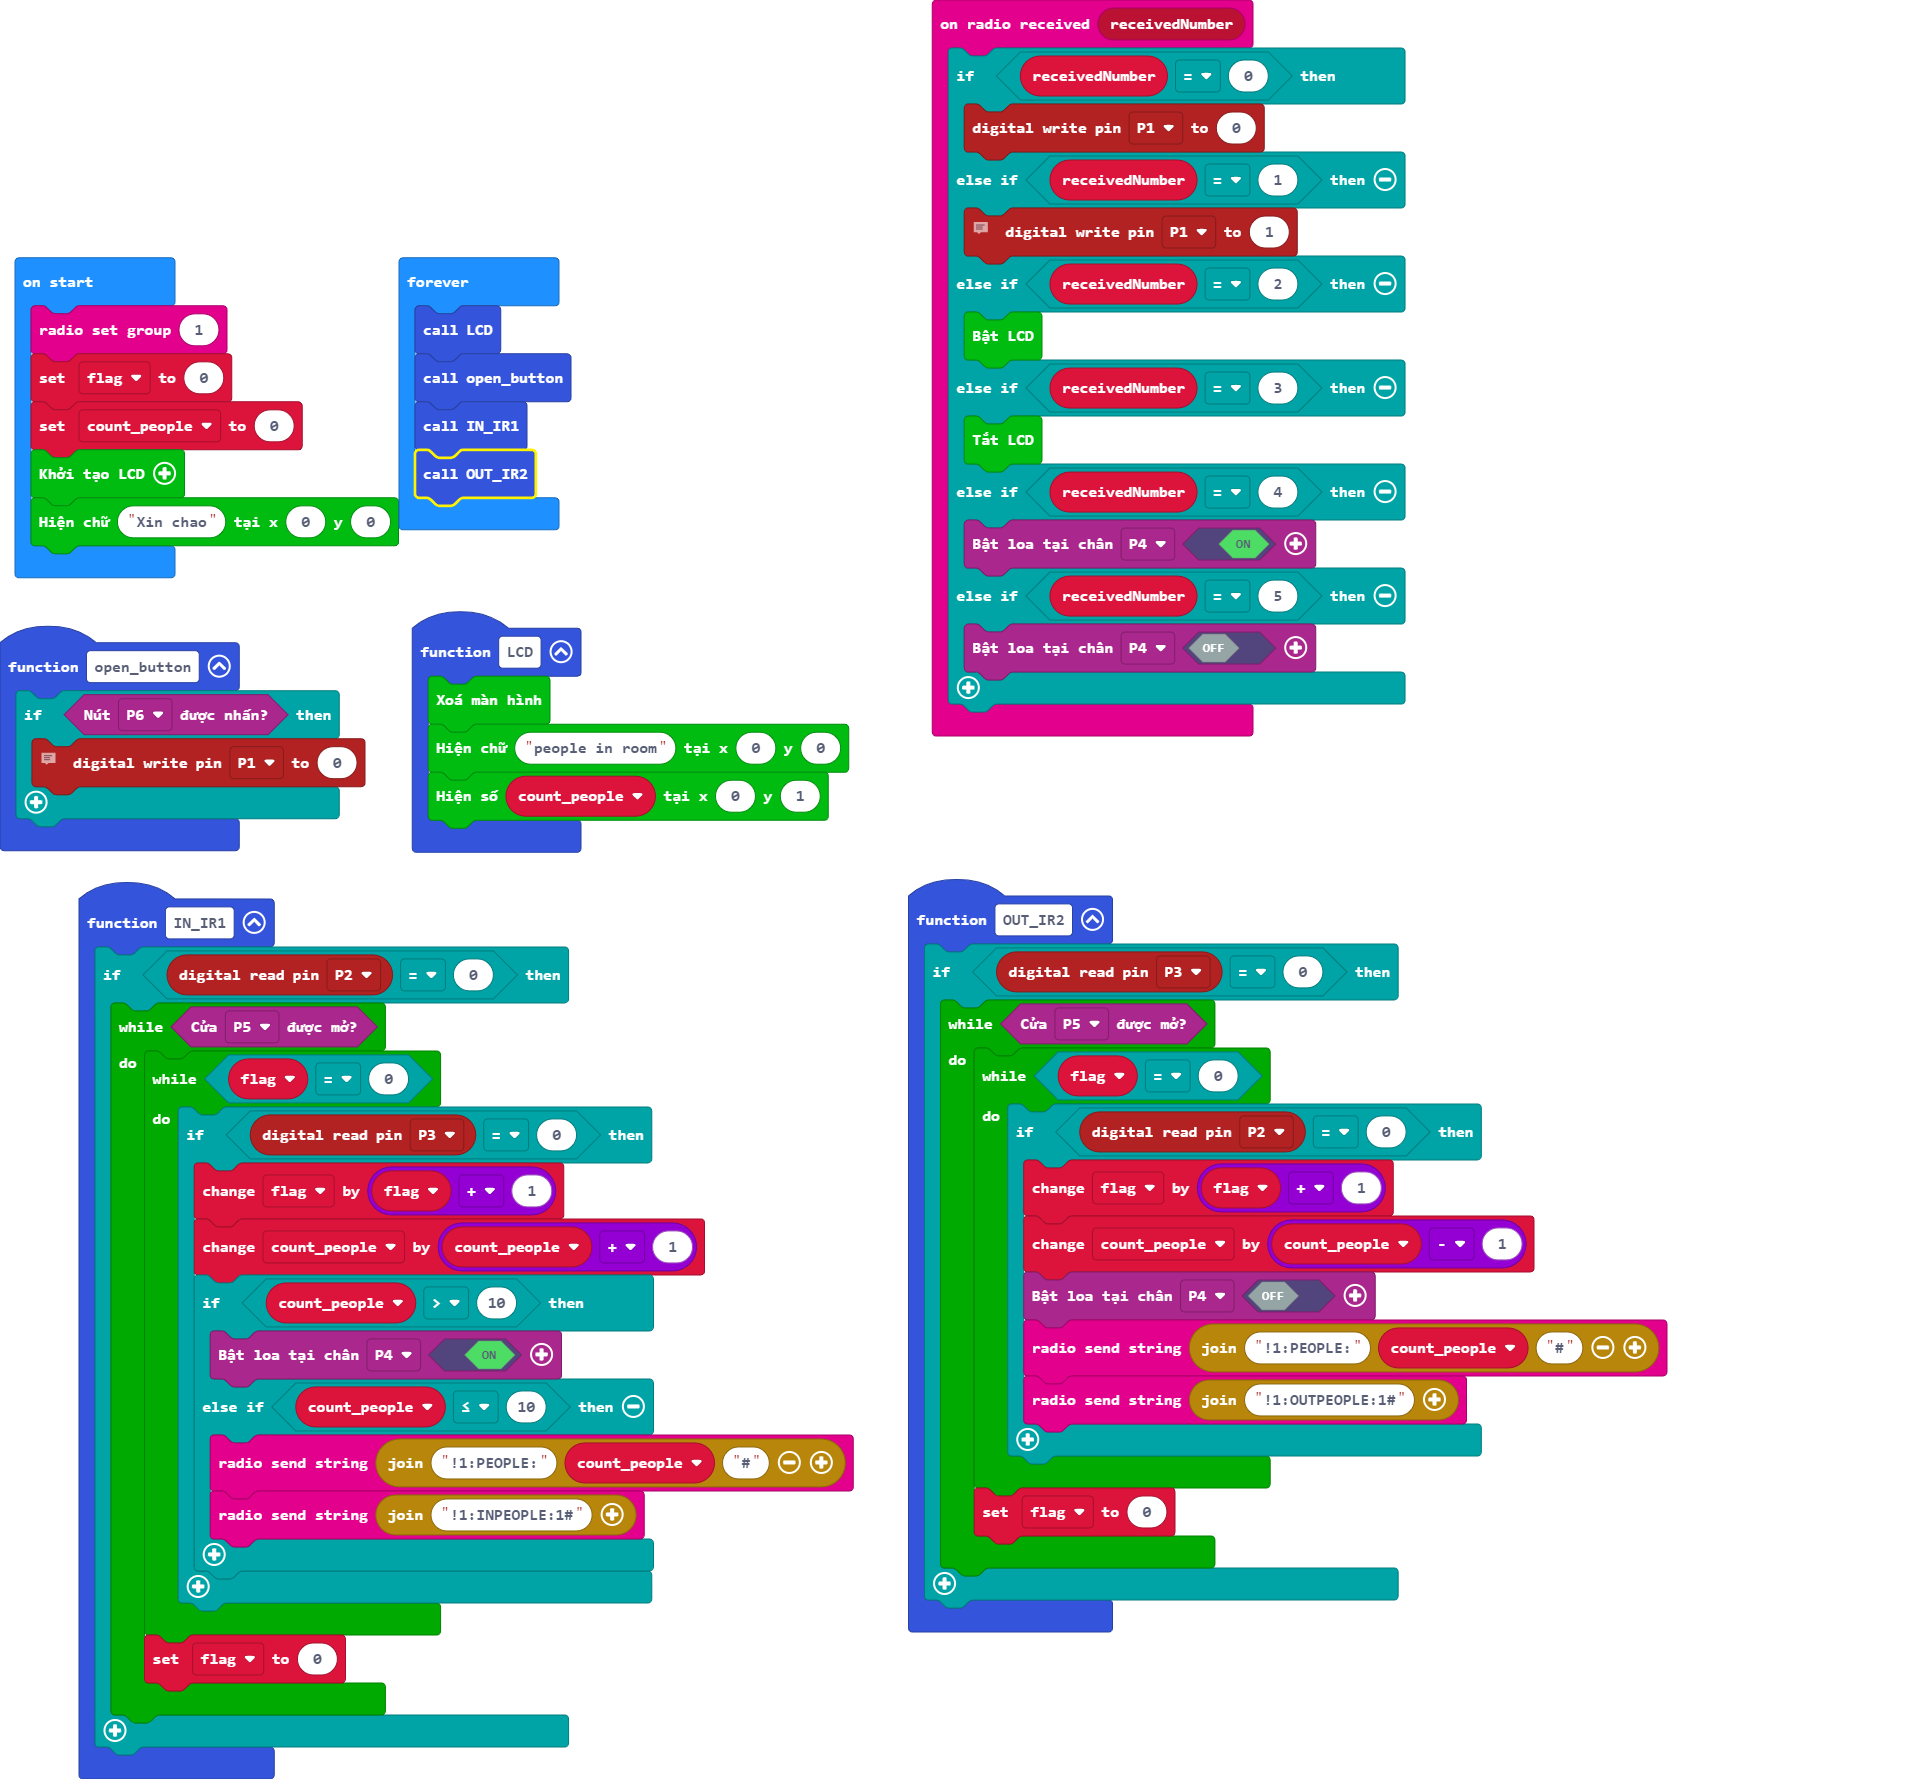 on start
radio set group 1
set flag to 0
set count_people to 0
Khởi tạo LCD
Hiện chữ "Xin chao" tại x 0 y 0
forever
call LCD
call open_button
call IN_IR1
call OUT_IR2
on radio received receivedNumber
if receivedNumber = 0 then
digital write pin P1 to 0
else if receivedNumber = 1 then
digital write pin P1 to 1
else if receivedNumber = 2 then
Bật LCD
else if receivedNumber = 3 then
Tắt LCD
else if receivedNumber = 4 then
Bật loa tại chân P4 ON
else if receivedNumber = 5 then
Bật loa tại chân P4 OFF
function open_button
if Nút P6 được nhấn? then
digital write pin P1 to 0
function LCD
Xoá màn hình
Hiện chữ "people in room" tại x 0 y 0
Hiện số count_people tại x 0 y 1
function IN_IR1
if digital read pin P2 = 0 then
while Cửa P5 được mở?
do
while flag = 0
do
if digital read pin P3 = 0 then
change flag by flag + 1
change count_people by count_people + 1
if count_people > 10 then
Bật loa tại chân P4 ON
else if count_people ≤ 10 then
radio send string join "!1:PEOPLE:" count_people "#"
radio send string join "!1:INPEOPLE:1#"
set flag to 0
function OUT_IR2
if digital read pin P3 = 0 then
while Cửa P5 được mở?
do
while flag = 0
do
if digital read pin P2 = 0 then
change flag by flag + 1
change count_people by count_people - 1
Bật loa tại chân P4 OFF
radio send string join "!1:PEOPLE:" count_people "#"
radio send string join "!1:OUTPEOPLE:1#"
set flag to 0